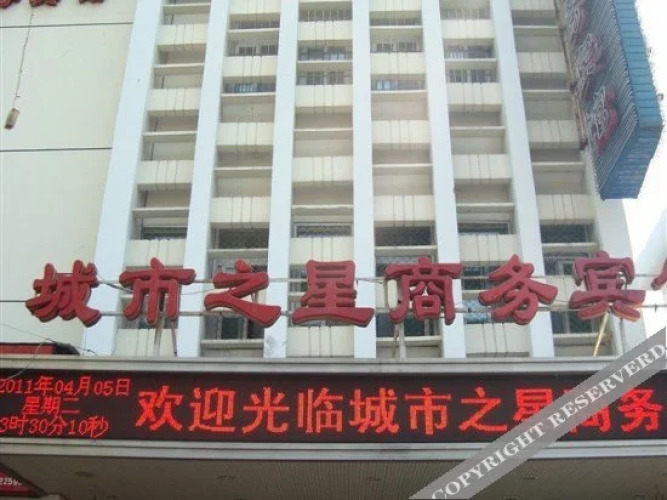 城市之星商务宾
2011年04月05日
星期二
3时30分10秒
欢迎光临城市之星商务
COPYRIGHT RESERVED